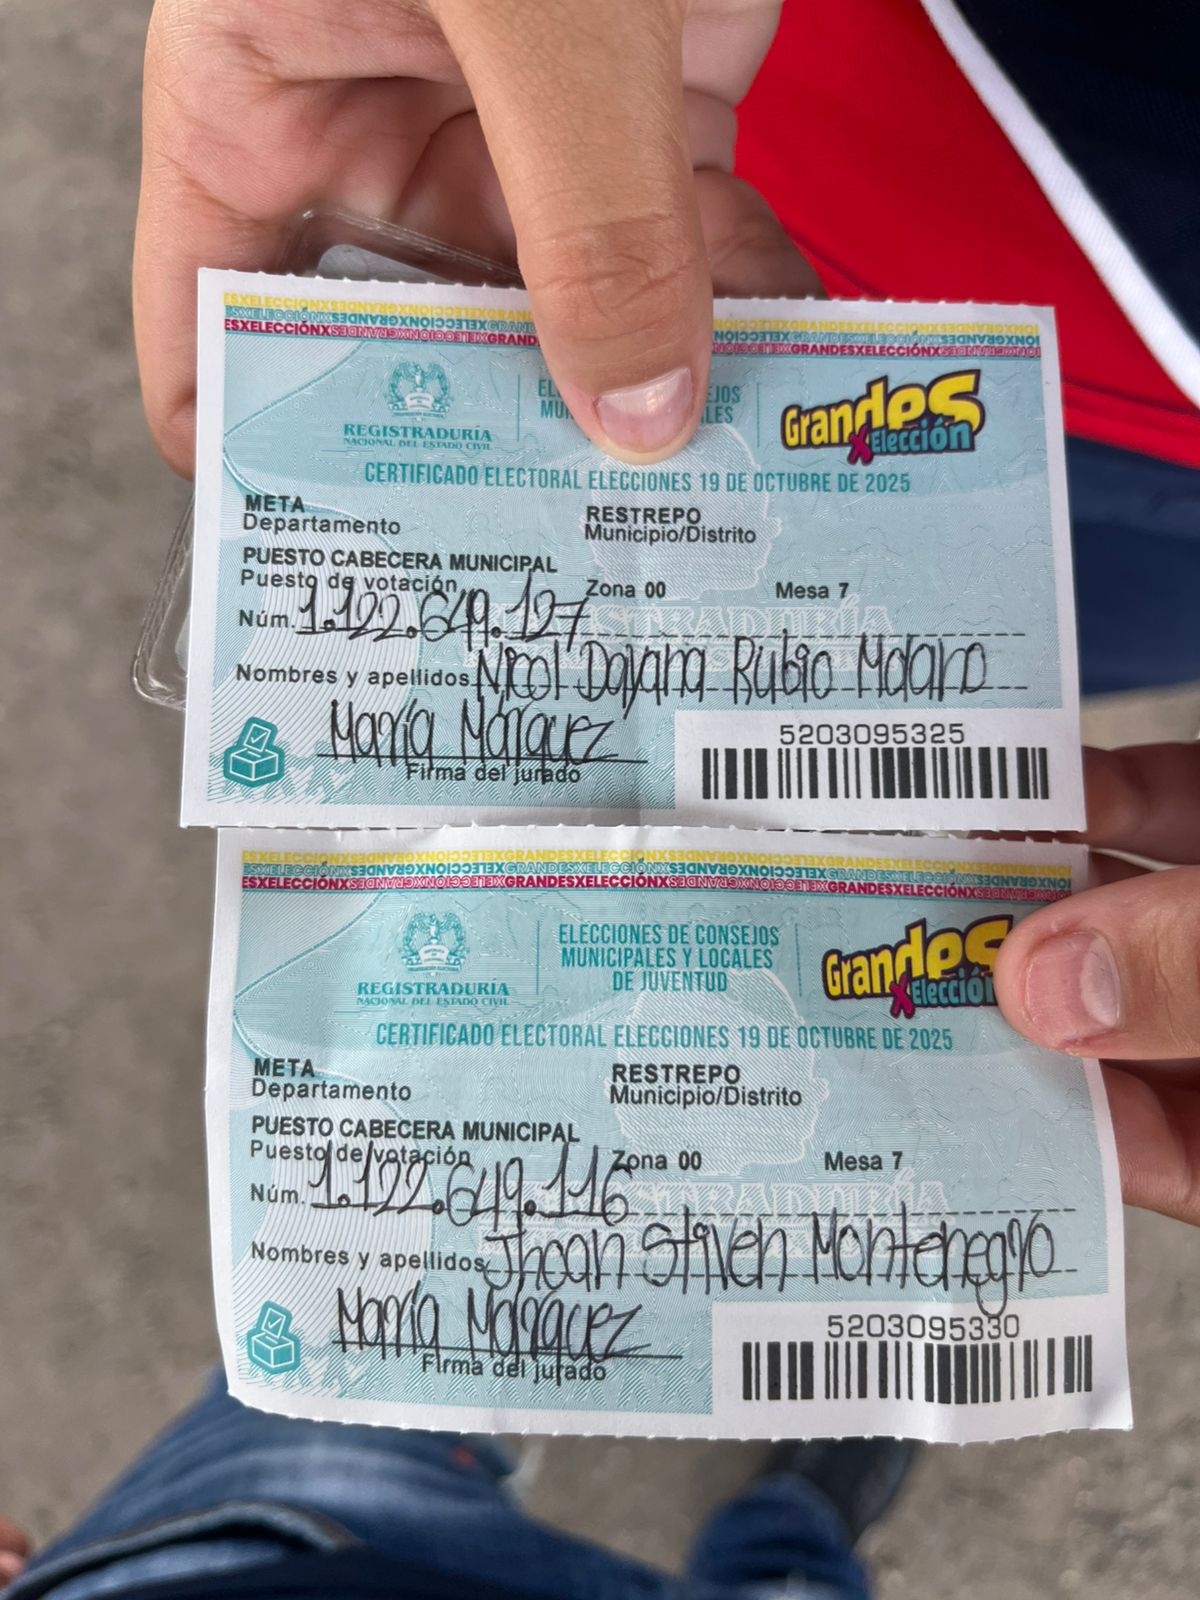 ESXELECCIÓNXSEDNARGXNOICCELEXGRANDESXELECCIÓNX
REGISTRADURÍA
NACIONAL DEL ESTADO CIVIL
Grandes
X Elección
CERTIFICADO ELECTORAL ELECCIONES 19 DE OCTUBRE DE 2025
META RESTREPO
Departamento Municipio/Distrito
PUESTO CABECERA MUNICIPAL
Puesto de votación Zona 00 Mesa 7
Núm. 1.122.649.127
Nombres y apellidos Nicol Dayana Rubio
María Márquez
Firma del jurado
5203095325
REGISTRADURÍA
NACIONAL DEL ESTADO CIVIL
ELECCIONES DE CONSEJOS
MUNICIPALES Y LOCALES
DE JUVENTUD
Grandes
X Elección
CERTIFICADO ELECTORAL ELECCIONES 19 DE OCTUBRE DE 2025
META RESTREPO
Departamento Municipio/Distrito
PUESTO CABECERA MUNICIPAL
Puesto de votación Zona 00 Mesa 7
Núm. 1.122.649.116
Nombres y apellidos Jhoan Stiven Montenegro
María Márquez
Firma del jurado
5203095330